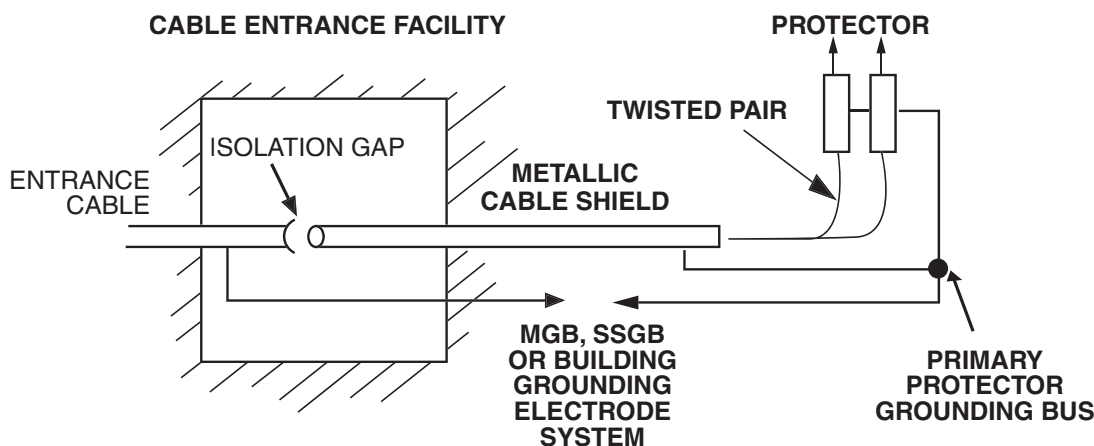 CABLE ENTRANCE FACILITY
PROTECTOR
TWISTED PAIR
ISOLATION GAP
ENTRANCE
CABLE
METALLIC
CABLE SHIELD
MGB, SSGB
OR BUILDING
GROUNDING
ELECTRODE
SYSTEM
PRIMARY
PROTECTOR
GROUNDING BUS